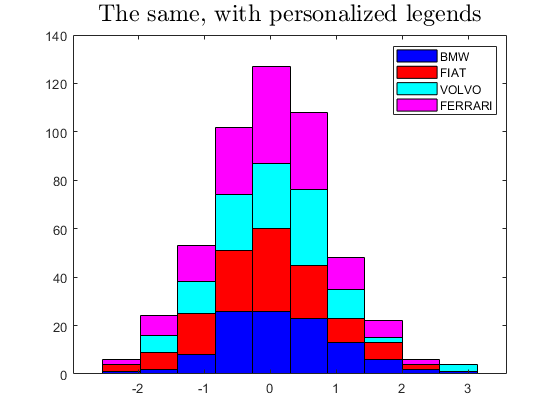 The same, with personalized legends
140
120
100
80
60
40
20
0
-2 -1 0 1 2 3
BMW
FIAT
VOLVO
FERRARI